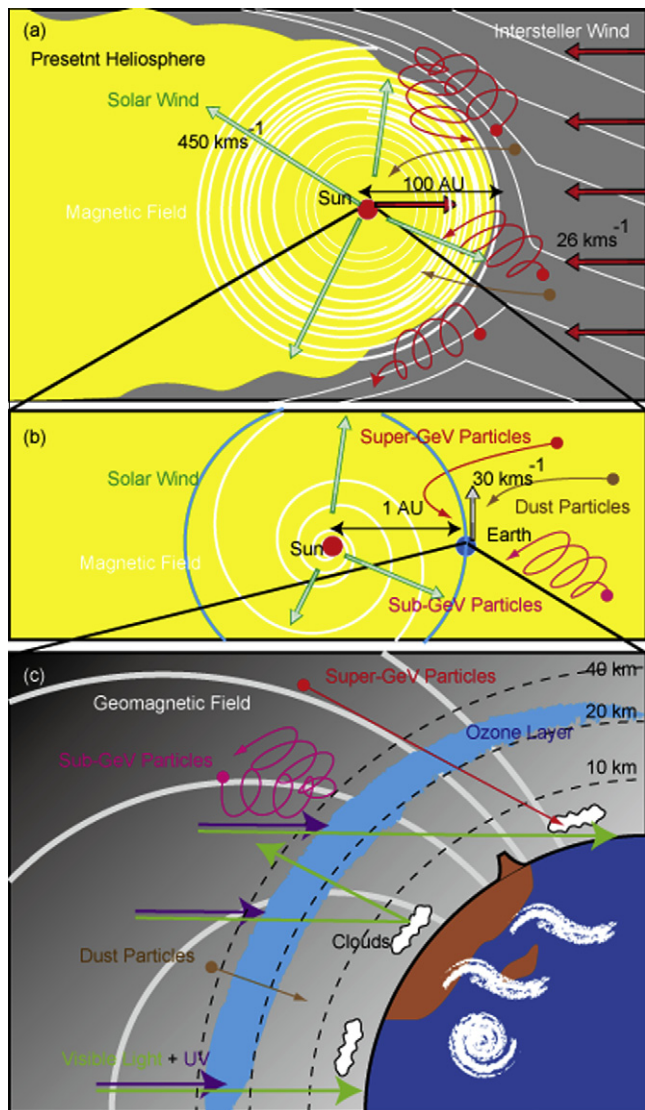 (a)
Intersteller Wind
Presetnt Heliosphere
Solar Wind
450 kms-1
Sun
100 AU
Magnetic Field
26 kms-1
(b)
Super-GeV Particles
Solar Wind
30 kms-1
Dust Particles
1 AU
Earth
Sun
Magnetic Field
Sub-GeV Particles
(c)
Super-GeV Particles
40 km
Geomagnetic Field
20 km
Ozone Layer
Sub-GeV Particles
10 km
Clouds
Dust Particles
Visible Light + UV